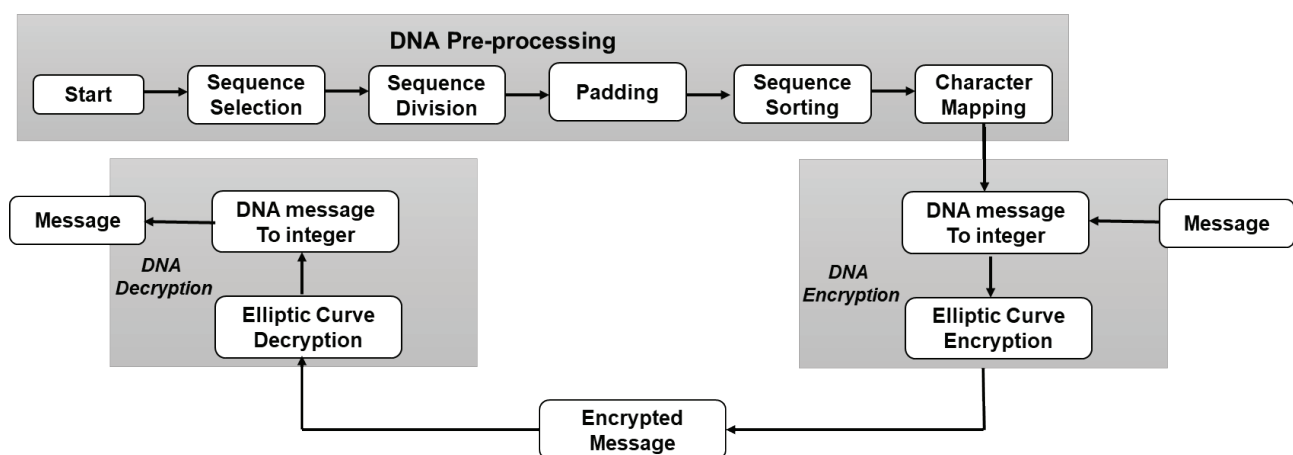 DNA Pre-processing
Start
Sequence
Selection
Sequence
Division
Padding
Sequence
Sorting
Character
Mapping
Message
DNA message
To integer
DNA
Decryption
Elliptic Curve
Decryption
DNA message
To integer
Message
DNA
Encryption
Elliptic Curve
Encryption
Encrypted
Message